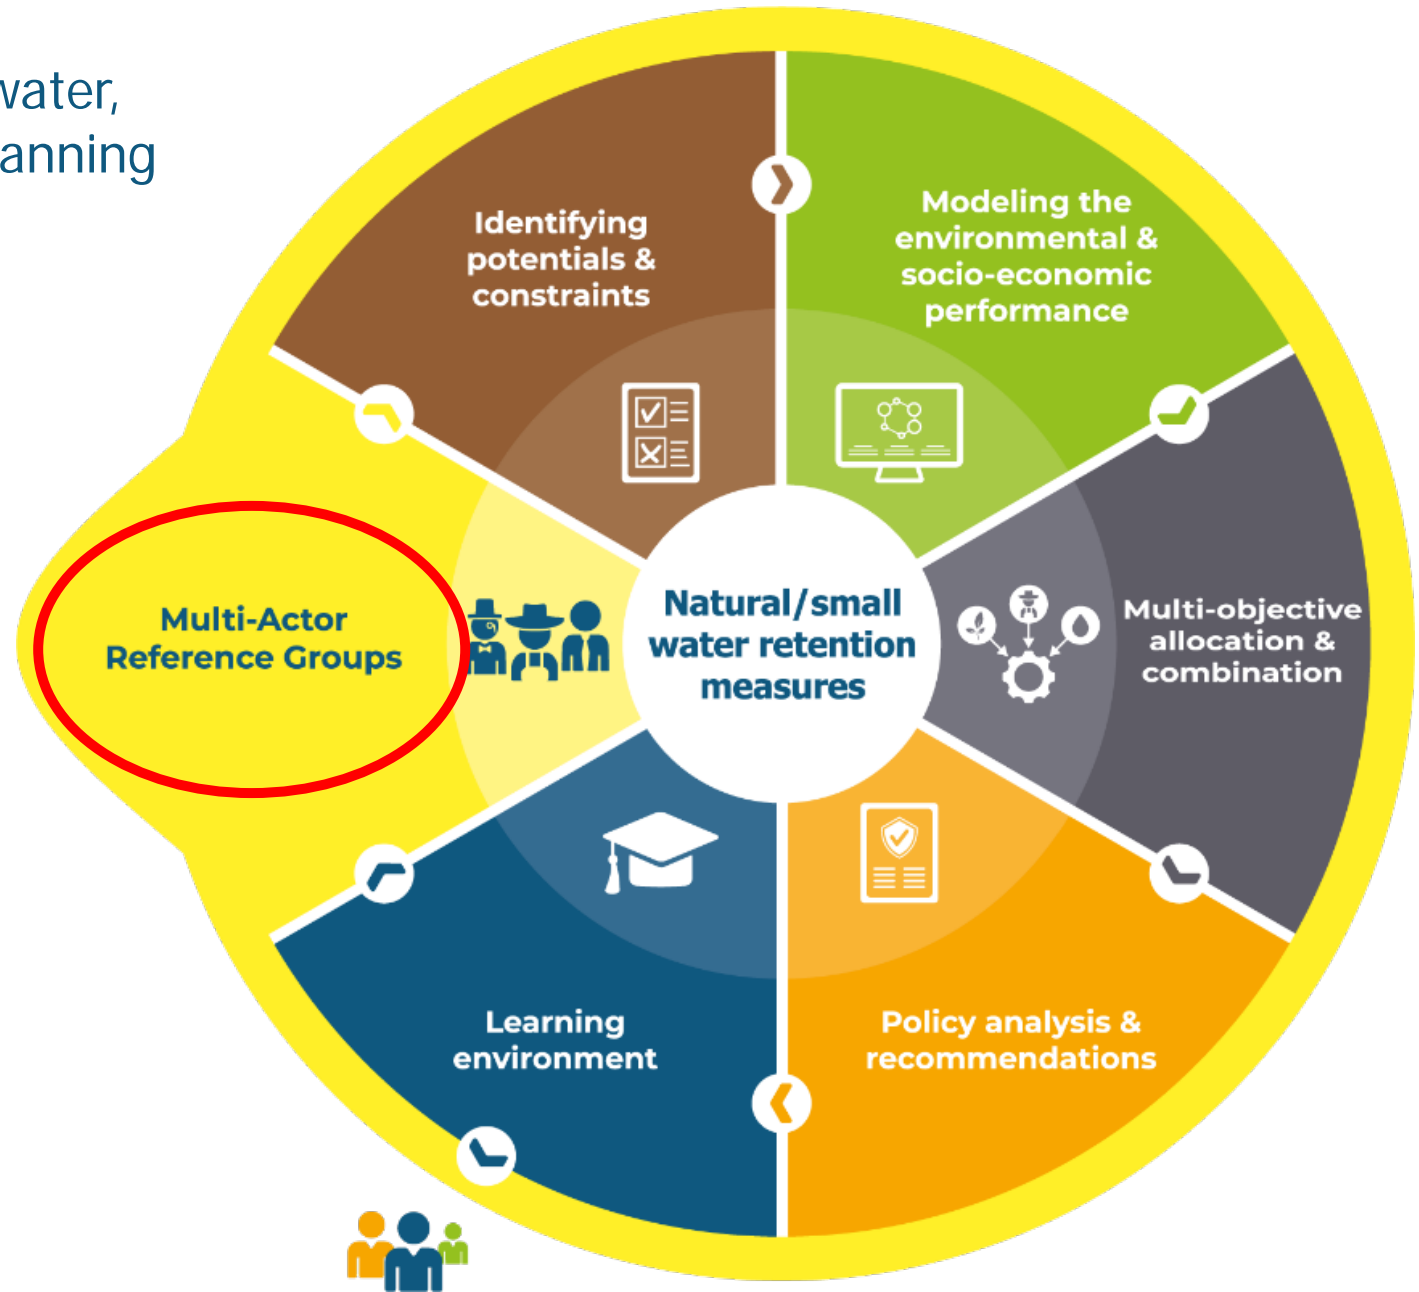 water,
anning
Identifying
potentials &
constraints
Modeling the
environmental &
socio-economic
performance
Multi-Actor
Reference Groups
Natural/small
water retention
measures
Multi-objective
allocation &
combination
Learning
environment
Policy analysis &
recommendations